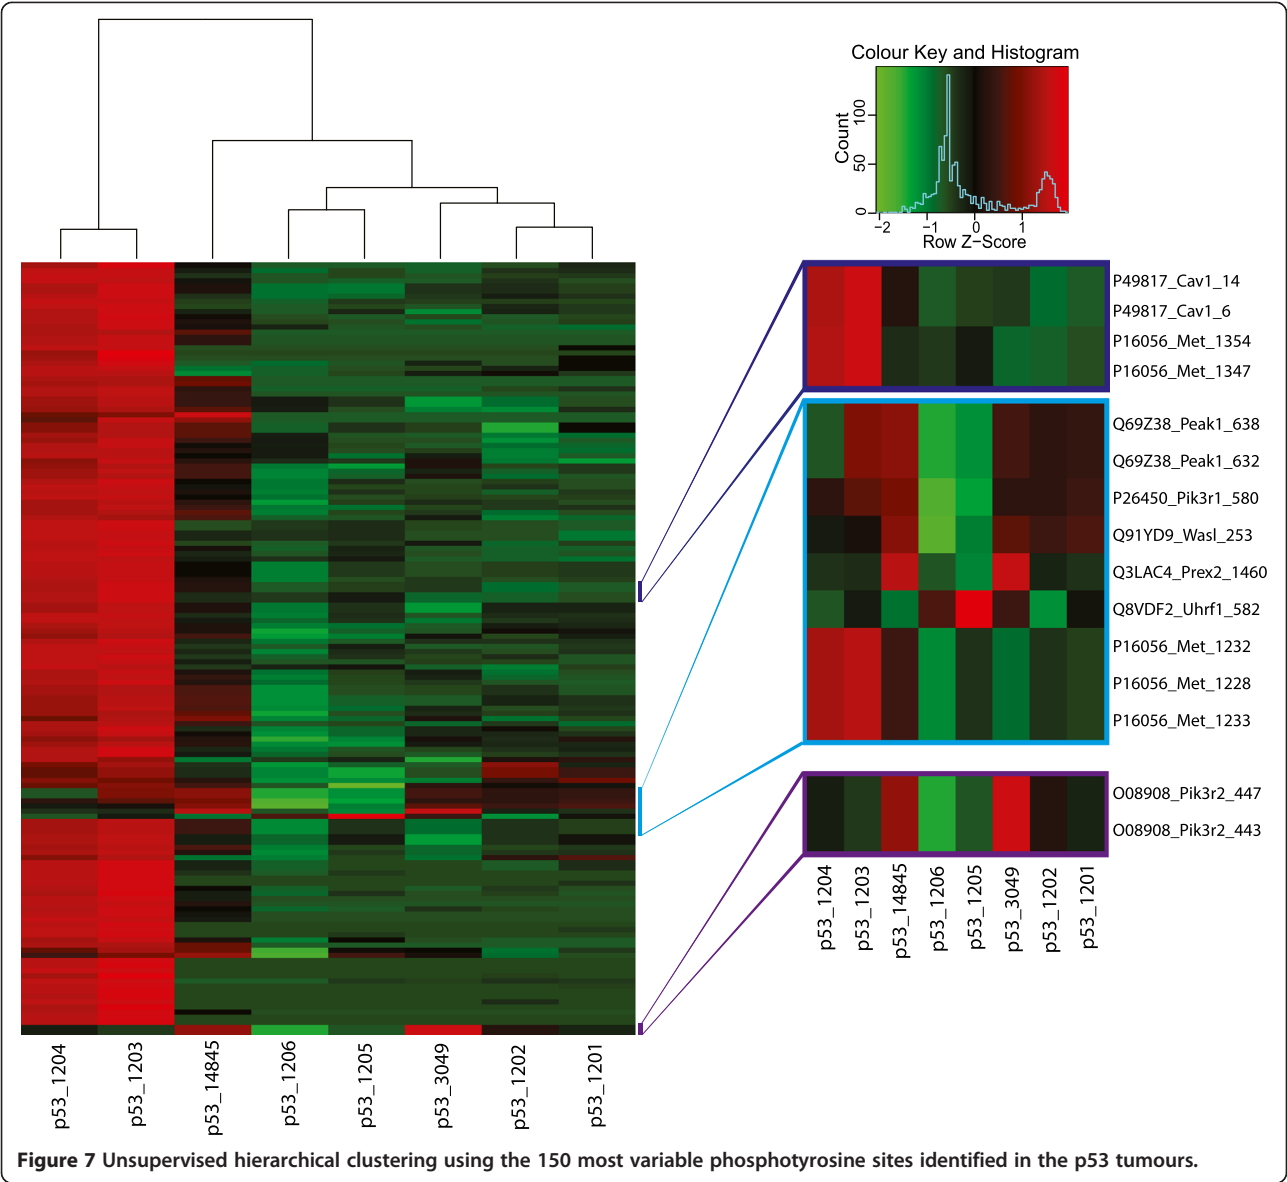 Colour Key and Histogram
Count
0 50 100
−2 −1 0 1
Row Z−Score
P49817_Cav1_14
P49817_Cav1_6
P16056_Met_1354
P16056_Met_1347
Q69Z38_Peak1_638
Q69Z38_Peak1_632
P26450_Pik3r1_580
Q91YD9_Wasl_253
Q3LAC4_Prex2_1460
Q8VDF2_Uhrf1_582
P16056_Met_1232
P16056_Met_1228
P16056_Met_1233
O08908_Pik3r2_447
O08908_Pik3r2_443
p53_1204 p53_1203 p53_14845 p53_1206 p53_1205 p53_3049 p53_1202 p53_1201
p53_1204 p53_1203 p53_14845 p53_1206 p53_1205 p53_3049 p53_1202 p53_1201
Figure 7 Unsupervised hierarchical clustering using the 150 most variable phosphotyrosine sites identified in the p53 tumours.